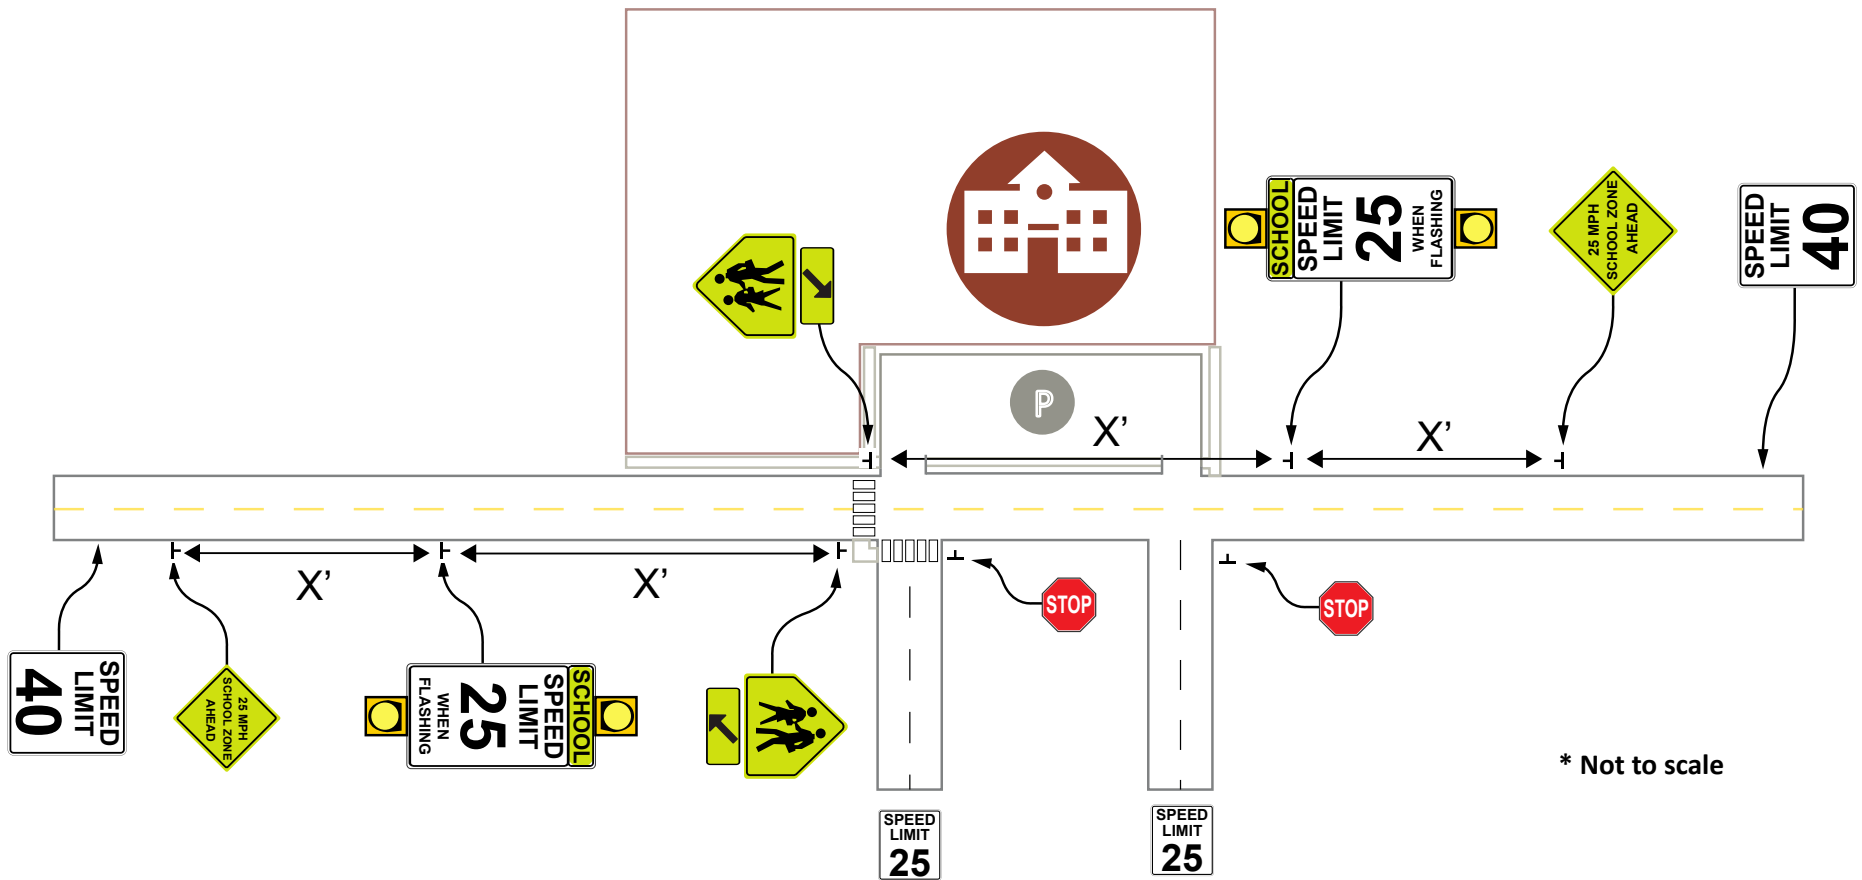 SCHOOL
SPEED
LIMIT
25
WHEN
FLASHING
25 MPH
SCHOOL ZONE
AHEAD
SPEED
LIMIT
40
P
X’
X’
X’
X’
SPEED
LIMIT
40
25 MPH
SCHOOL ZONE
AHEAD
SCHOOL
SPEED
LIMIT
25
WHEN
FLASHING
STOP
STOP
* Not to scale
SPEED
LIMIT
25
SPEED
LIMIT
25